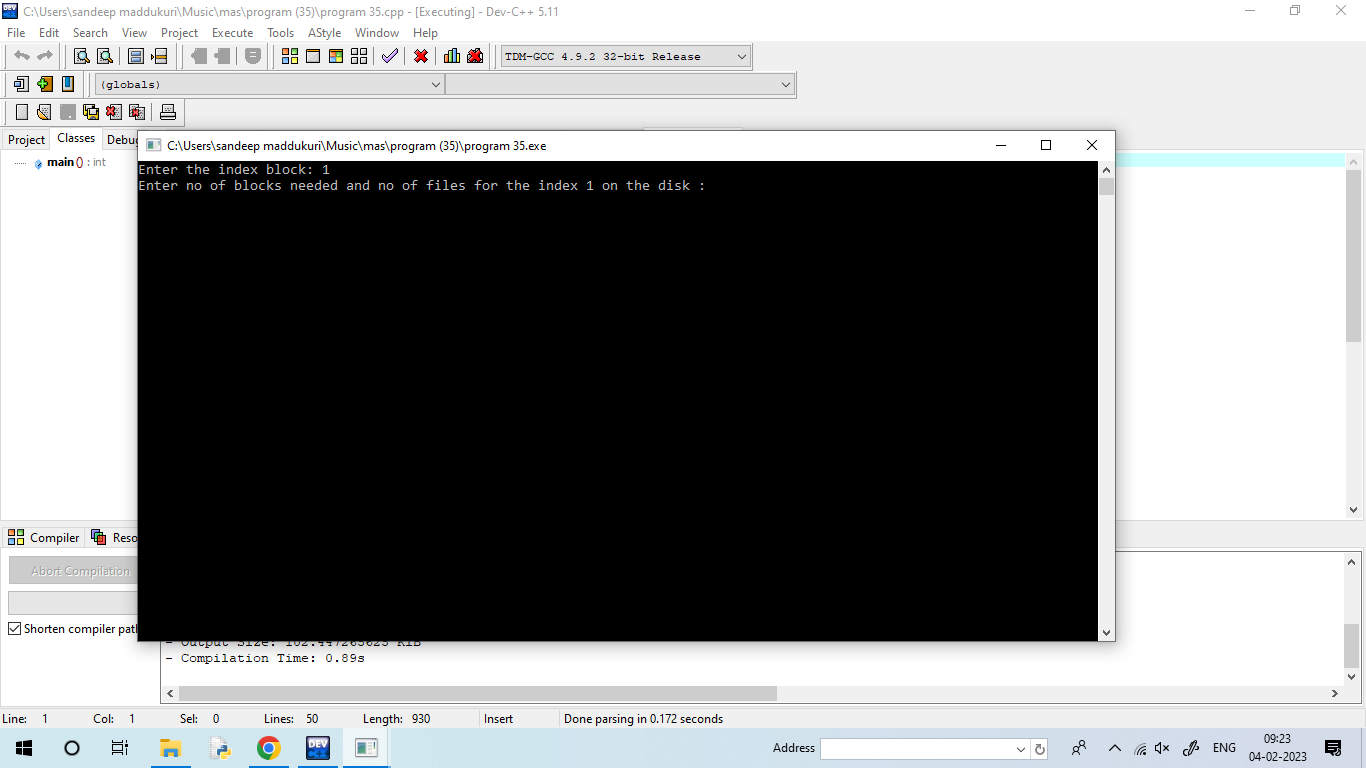 C:\Users\sandeep maddukuri\Music\mas\program (35)\program 35.cpp - [Executing] - Dev-C++ 5.11
File Edit Search View Project Execute Tools AStyle Window Help
TDM-GCC 4.9.2 32-bit Release
(globals)
Project Classes Debug
main () : int
C:\Users\sandeep maddukuri\Music\mas\program (35)\program 35.exe
Enter the index block: 1
Enter no of blocks needed and no of files for the index 1 on the disk :
Compiler Reso
Abort Compilation
Shorten compiler path
- Output Size: 102.447265625 KiB
- Compilation Time: 0.89s
Line: 1 Col: 1 Sel: 0 Lines: 50 Length: 930 Insert Done parsing in 0.172 seconds
DEV
Address
ENG
09:23
04-02-2023